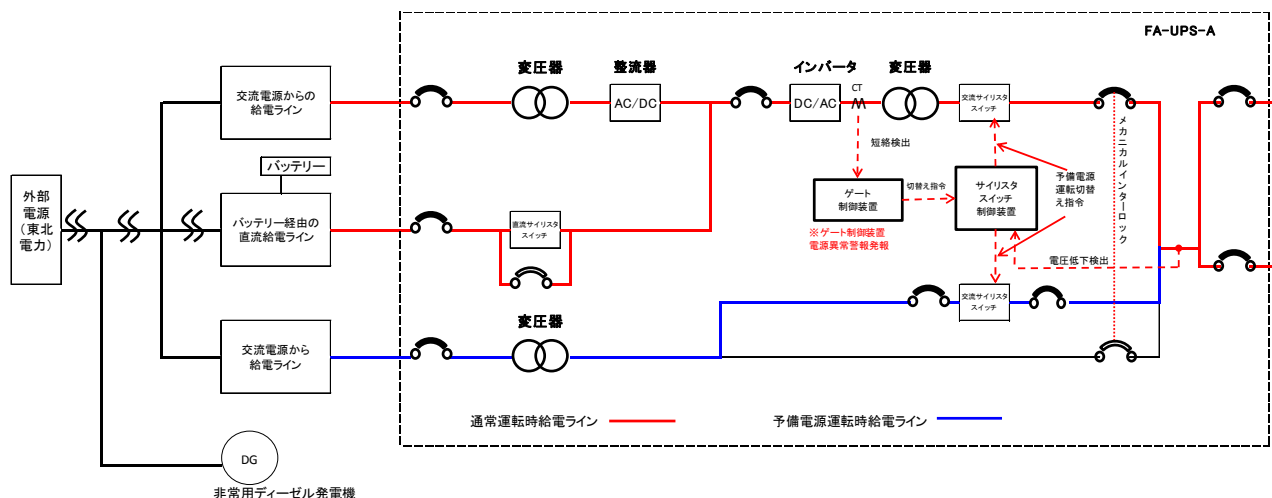 FA-UPS-A
変圧器
整流器
インバータ
変圧器
交流電源からの
給電ライン
AC/DC
DC/AC
CT
交流サイリスタ
スイッチ
メカニカルインターロック
短絡検出
バッテリー
外部
電源
(東北
電力)
バッテリー経由の
直流給電ライン
直流サイリスタ
スイッチ
ゲート
制御装置
切替え指令
サイリスタ
スイッチ
制御装置
予備電源
運転切替
え指令
※ゲート制御装置
電源異常警報発報
電圧低下検出
交流サイリスタ
スイッチ
変圧器
交流電源から
給電ライン
通常運転時給電ライン
予備電源運転時給電ライン
DG
非常用ディーゼル発電機